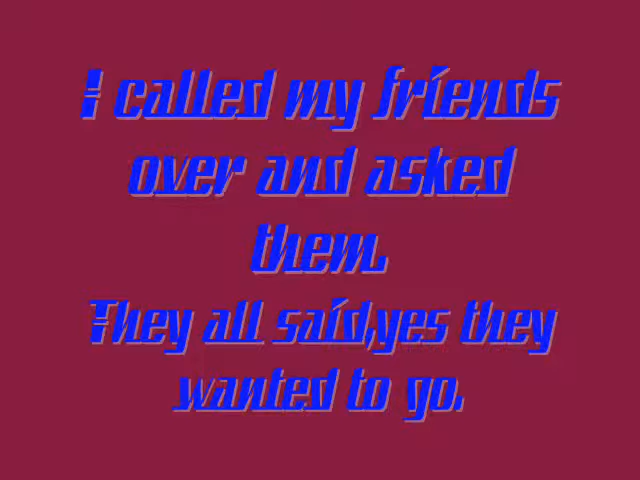 I called my friends
over and asked
them.
They all said,yes they
wanted to go.